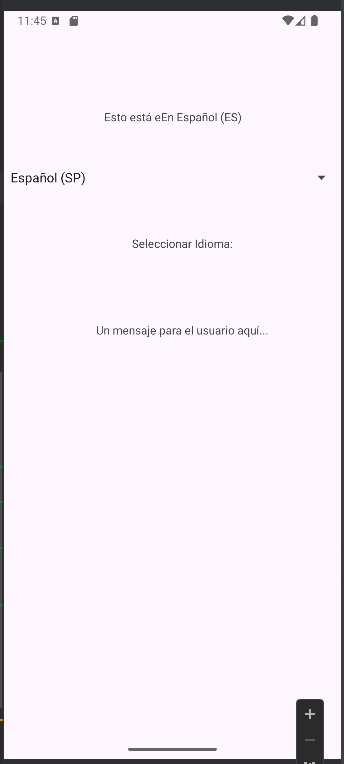 11:45
Esto está eEn Español (ES)
Español (SP)
Seleccionar Idioma:
Un mensaje para el usuario aquí...